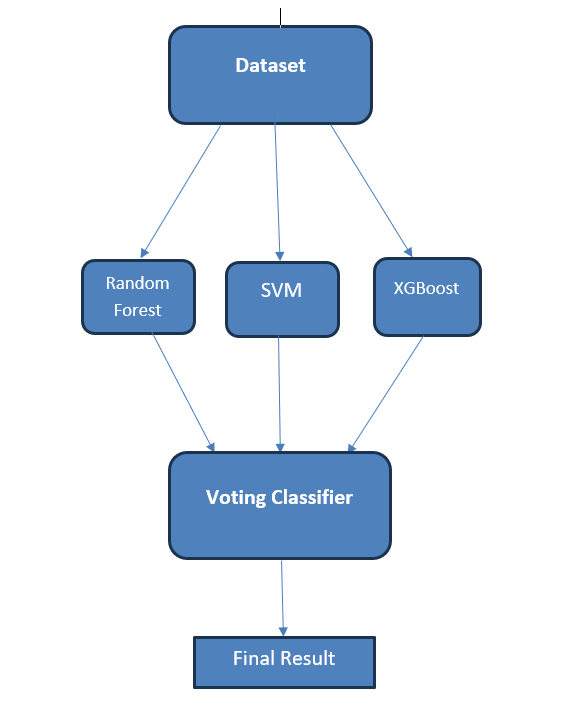 Dataset
Random
Forest
SVM
XGBoost
Voting Classifier
Final Result